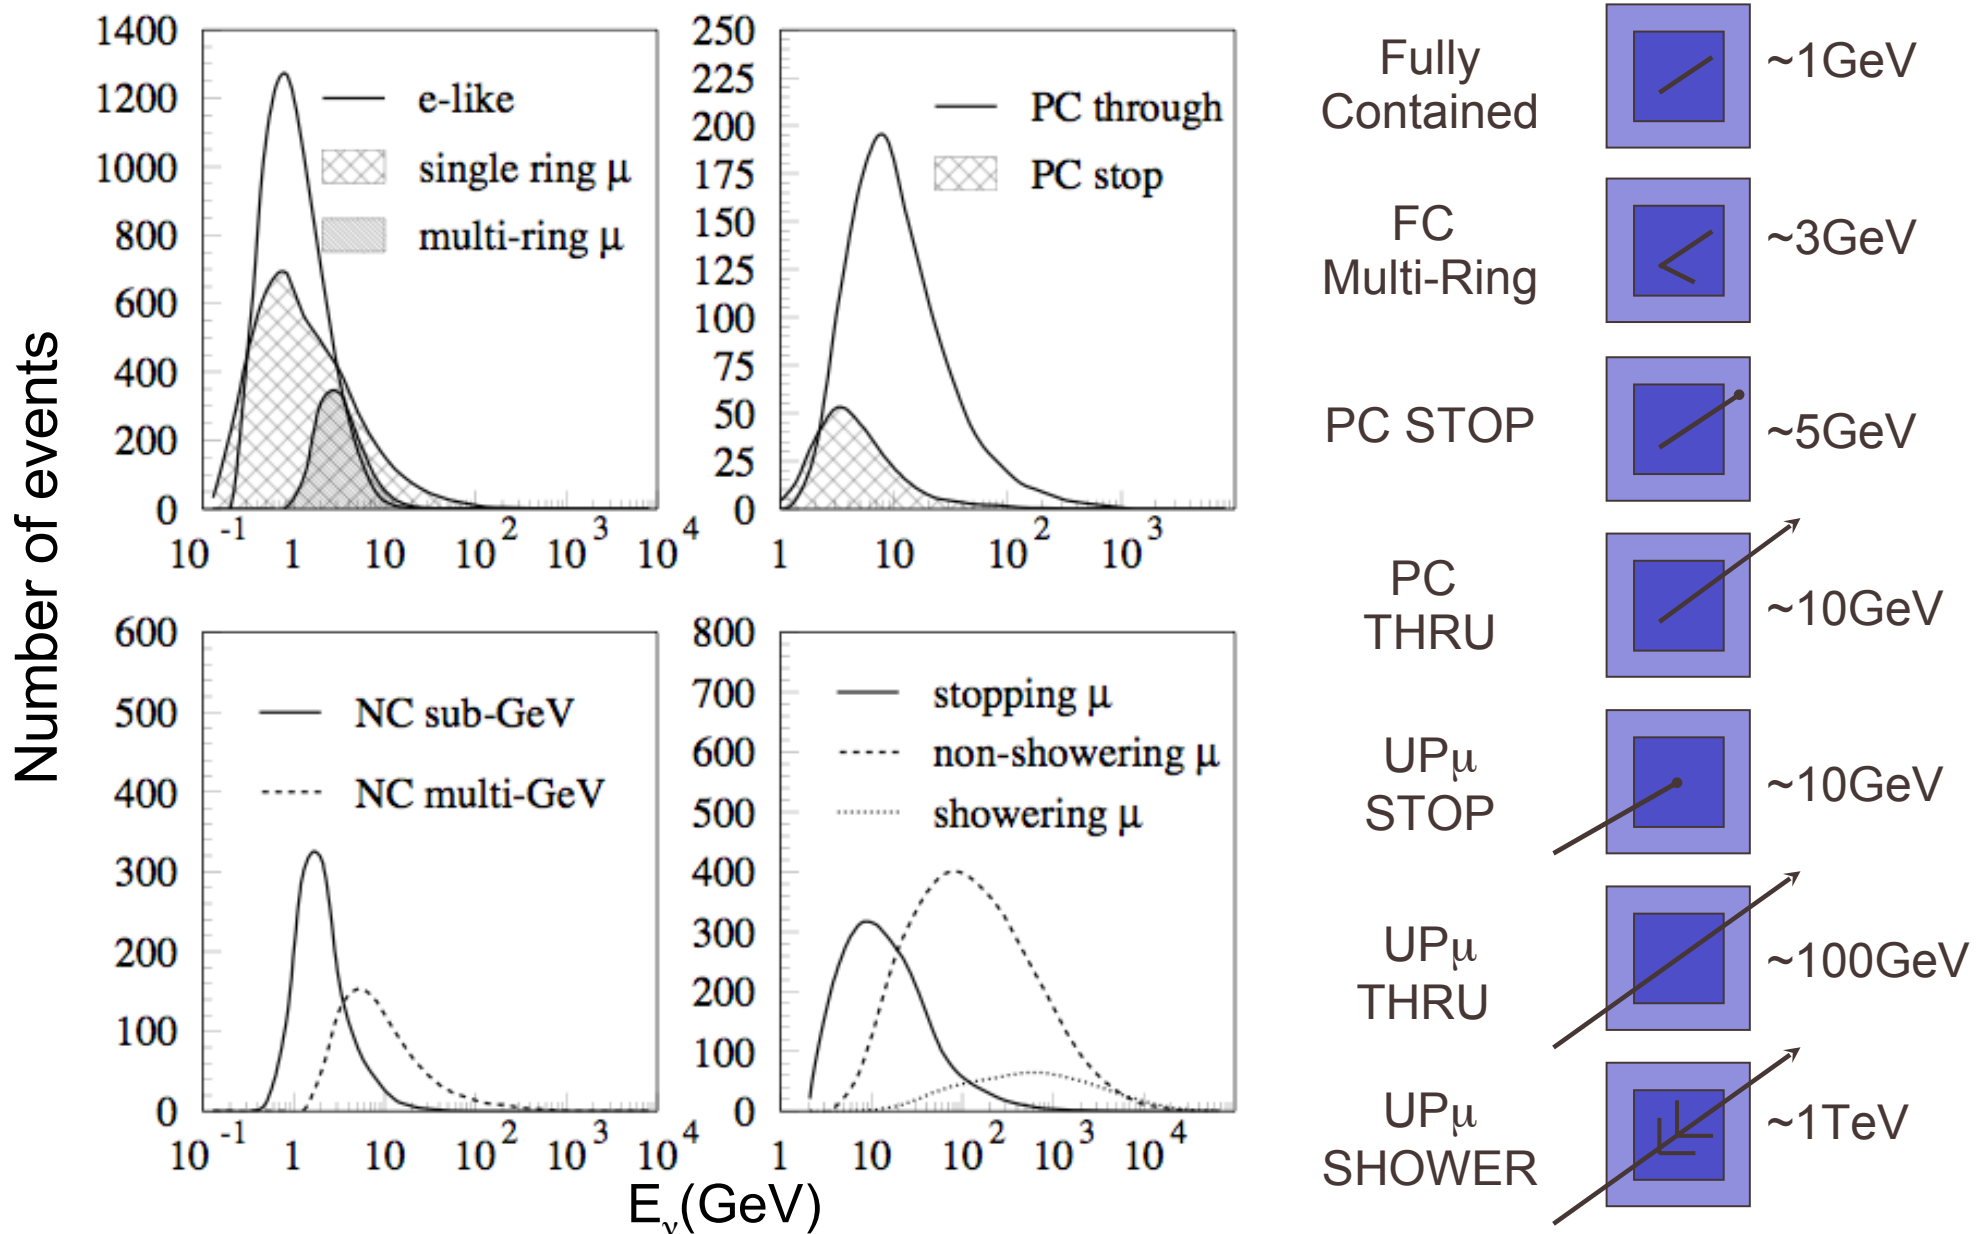 Number of events
1400
1200
1000
800
600
400
200
0
e-like
single ring μ
multi-ring μ
10^-1 1 10 10^2 10^3 10^4
250
225
200
175
150
125
100
75
50
25
0
PC through
PC stop
1 10 10^2 10^3
600
500
400
300
200
100
0
NC sub-GeV
NC multi-GeV
10^-1 1 10 10^2 10^3 10^4
800
700
600
500
400
300
200
100
0
stopping μ
non-showering μ
showering μ
1 10 10^2 10^3 10^4
E_ν(GeV)
Fully
Contained
~1GeV
FC
Multi-Ring
~3GeV
PC STOP
~5GeV
PC
THRU
~10GeV
UPμ
STOP
~10GeV
UPμ
THRU
~100GeV
UPμ
SHOWER
~1TeV